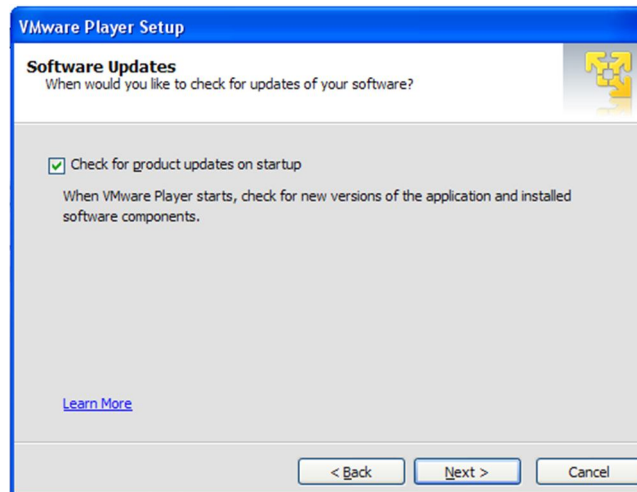 VMware Player Setup
Software Updates
When would you like to check for updates of your software?
Check for product updates on startup
When VMware Player starts, check for new versions of the application and installed
software components.
Learn More
< Back
Next >
Cancel